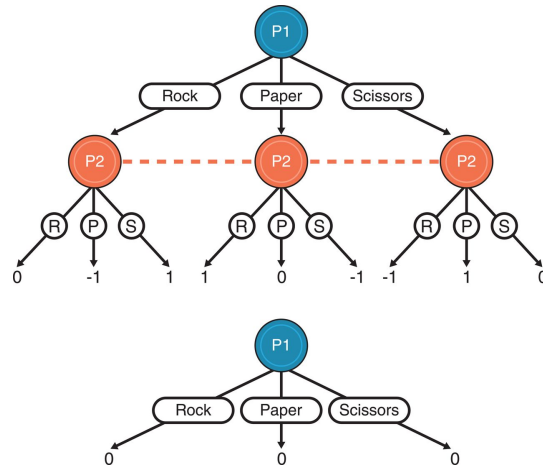 P1
Rock Paper Scissors
P2 P2 P2
R P S R P S R P S
0 -1 1 1 0 -1 -1 1 0
P1
Rock Paper Scissors
0 0 0